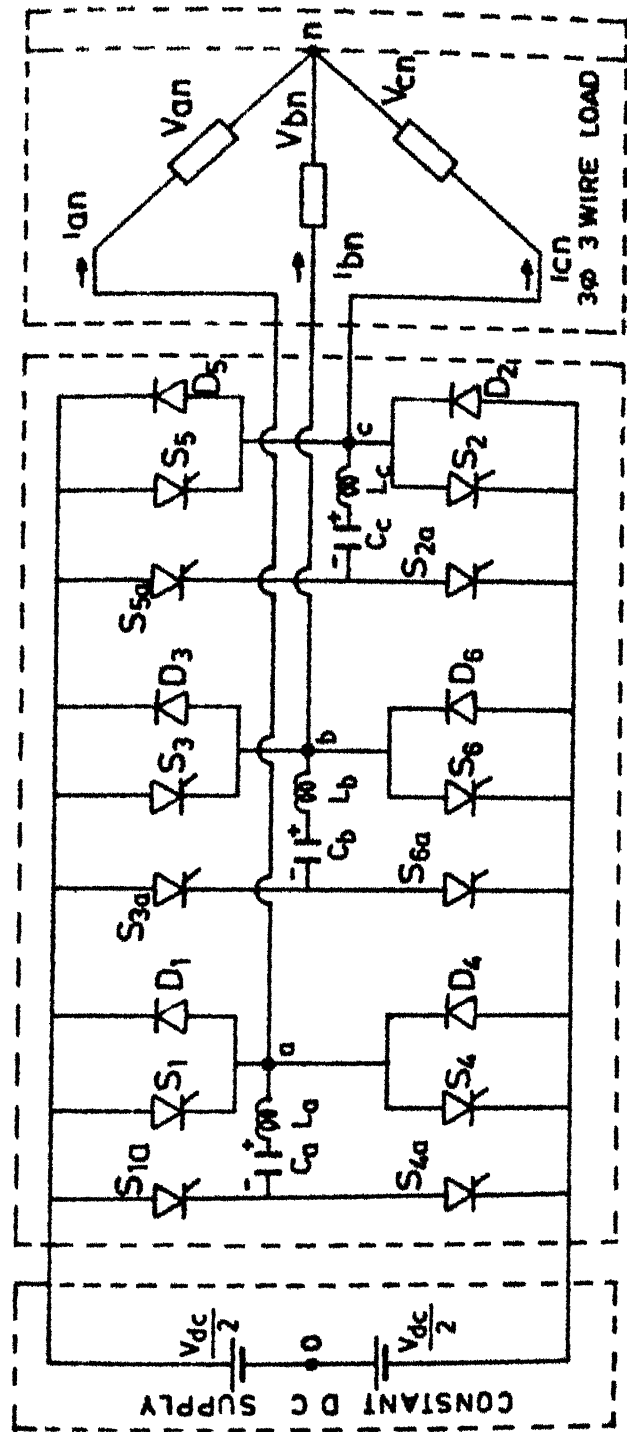 CONSTANT DC SUPPLY
Vdc/2
O
Vdc/2
S1a
S1
D1
- +
Ca
La
a
S4a
S4
D4
S3a
S3
D3
- +
Cb
Lb
b
S6a
S6
D6
S5a
S5
D5
- +
Cc
Lc
c
S2a
S2
D2
ian
Van
n
Vbn
ibn
Vcn
icn
3Φ 3 WIRE LOAD